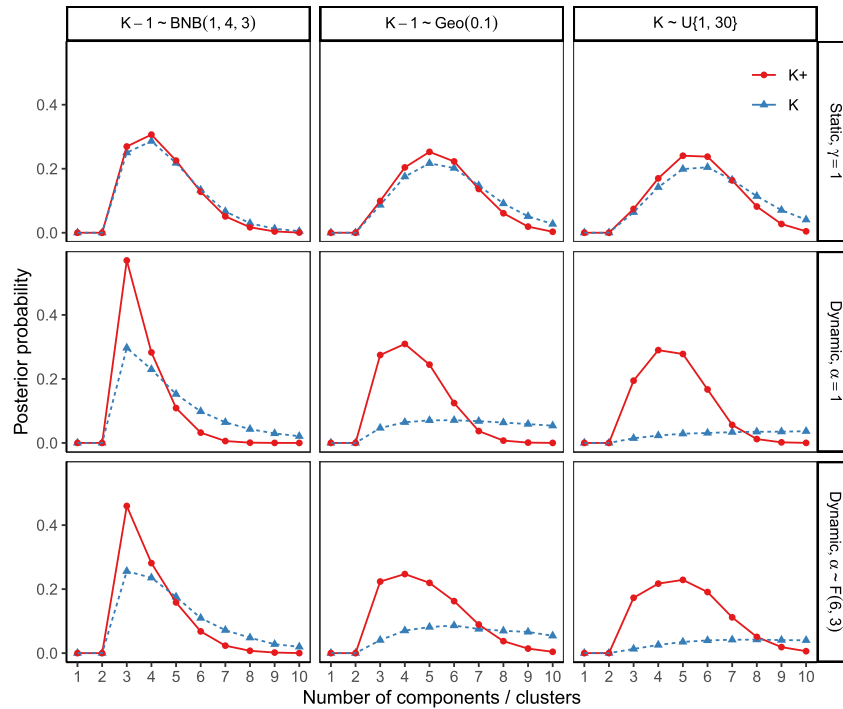 K − 1 ~ BNB(1, 4, 3)
K − 1 ~ Geo(0.1)
K ~ U{1, 30}
K+
K
Static, γ = 1
Dynamic, α = 1
Dynamic, α ~ F(6, 3)
Posterior probability
0.4
0.2
0.0
0.4
0.2
0.0
0.4
0.2
0.0
1 2 3 4 5 6 7 8 9 10
1 2 3 4 5 6 7 8 9 10
1 2 3 4 5 6 7 8 9 10
Number of components / clusters